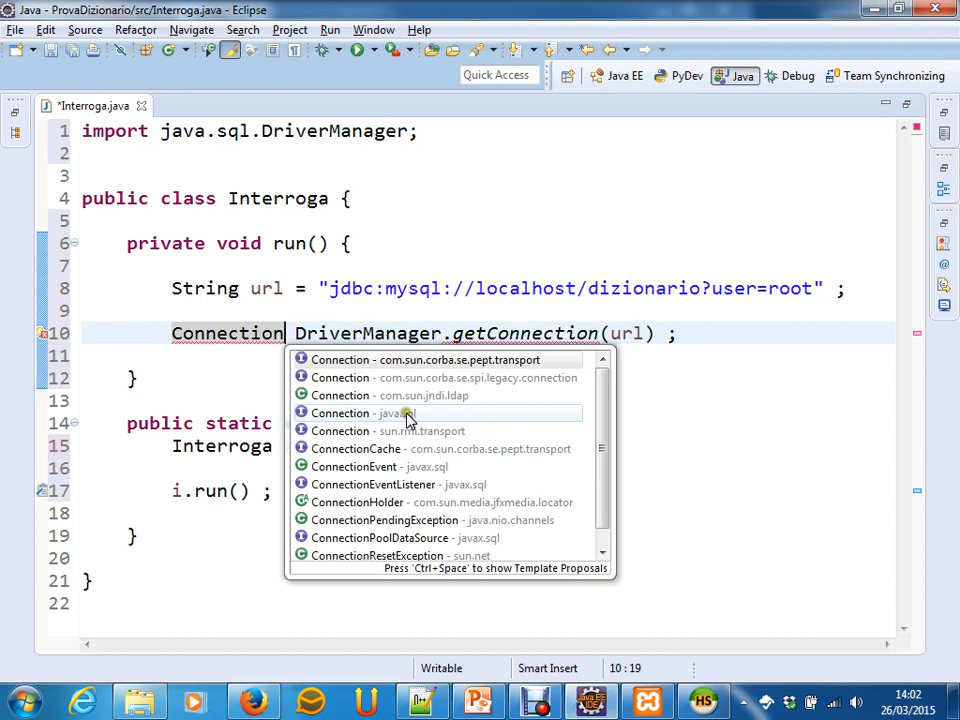 Java - ProvaDizionario/src/Interroga.java - Eclipse
File Edit Source Refactor Navigate Search Project Run Window Help
Quick Access Java EE PyDev Java Debug Team Synchronizing
*Interroga.java
1 import java.sql.DriverManager;
2
3
4 public class Interroga {
5
6 private void run() {
7
8 String url = "jdbc:mysql://localhost/dizionario?user=root" ;
9
10 Connection DriverManager.getConnection(url) ;
11
12 }
13
14 public static
15 Interroga
16
17 i.run() ;
18
19 }
20
21 }
22
Connection - com.sun.corba.se.pept.transport
Connection - com.sun.corba.se.spi.legacy.connection
Connection - com.sun.jndi.ldap
Connection - java.sql
Connection - sun.rmi.transport
ConnectionCache - com.sun.corba.se.pept.transport
ConnectionEvent - javax.sql
ConnectionEventListener - javax.sql
ConnectionHolder - com.sun.media.jfxmedia.locator
ConnectionPendingException - java.nio.channels
ConnectionPoolDataSource - javax.sql
ConnectionResetException - sun.net
Press 'Ctrl+Space' to show Template Proposals
Writable Smart Insert 10 : 19
14:02
26/03/2015